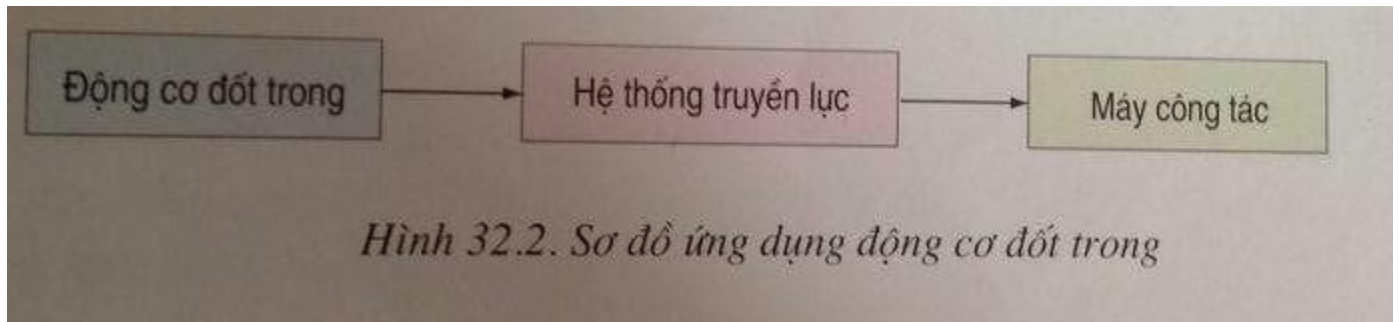 Động cơ đốt trong
Hệ thống truyền lực
Máy công tác
Hình 32.2. Sơ đồ ứng dụng động cơ đốt trong